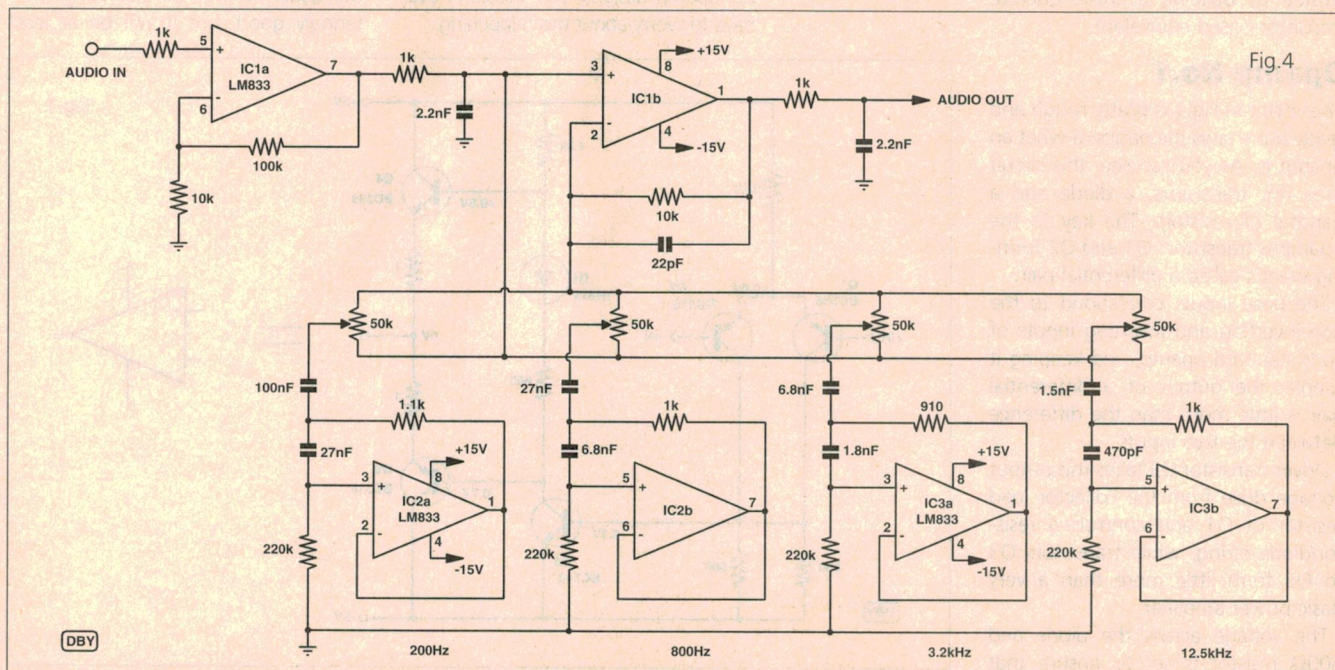 Fig.4
1k
AUDIO IN
5
+
IC1a
LM833
7
6
-
100k
10k
1k
2.2nF
3
+
IC1b
+15V
8
1
2
-
4
-15V
1k
AUDIO OUT
2.2nF
10k
22pF
50k
50k
50k
50k
100nF
27nF
6.8nF
1.5nF
1.1k
1k
910
1k
27nF
6.8nF
1.8nF
470pF
3
+
IC2a
LM833
+15V
8
1
2
-
4
-15V
220k
5
+
IC2b
7
6
-
220k
3
+
IC3a
LM833
+15V
8
1
2
-
4
-15V
220k
5
+
IC3b
7
6
-
220k
DBY
200Hz
800Hz
3.2kHz
12.5kHz